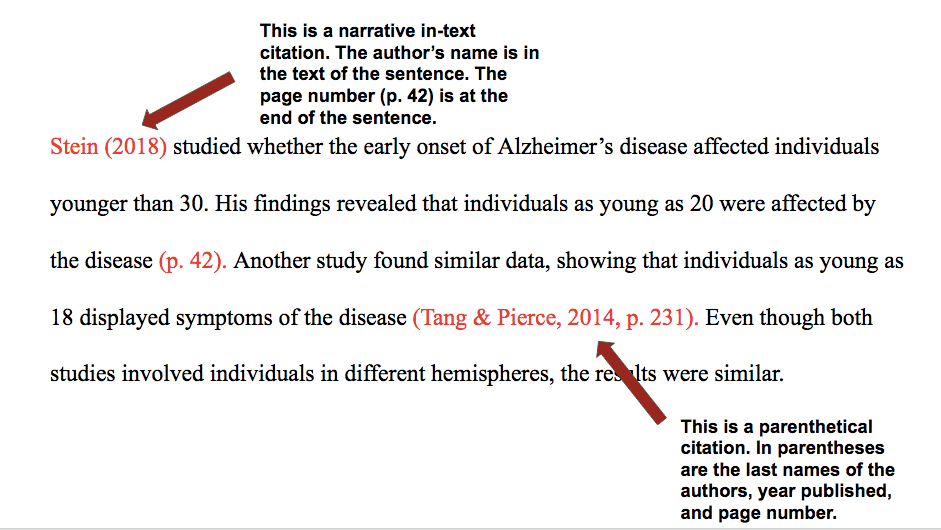 This is a narrative in-text
citation. The author's name is in
the text of the sentence. The
page number (p. 42) is at the
end of the sentence.
Stein (2018) studied whether the early onset of Alzheimer's disease affected individuals
younger than 30. His findings revealed that individuals as young as 20 were affected by
the disease (p. 42). Another study found similar data, showing that individuals as young as
18 displayed symptoms of the disease (Tang & Pierce, 2014, p. 231). Even though both
studies involved individuals in different hemispheres, the results were similar.
This is a parenthetical
citation. In parentheses
are the last names of the
authors, year published,
and page number.